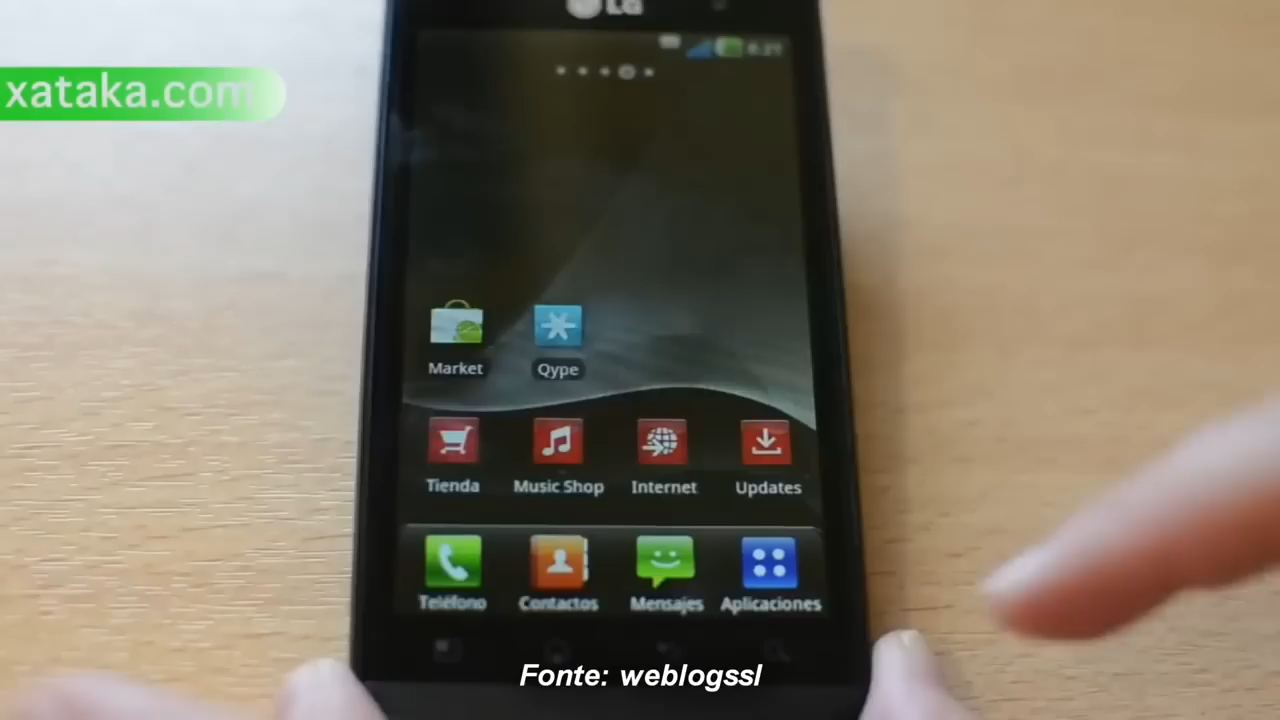 LG
xataka.com
Market
Qype
Tienda
Music Shop
Internet
Updates
Teléfono
Contactos
Mensajes
Aplicaciones
Fonte: weblogssl